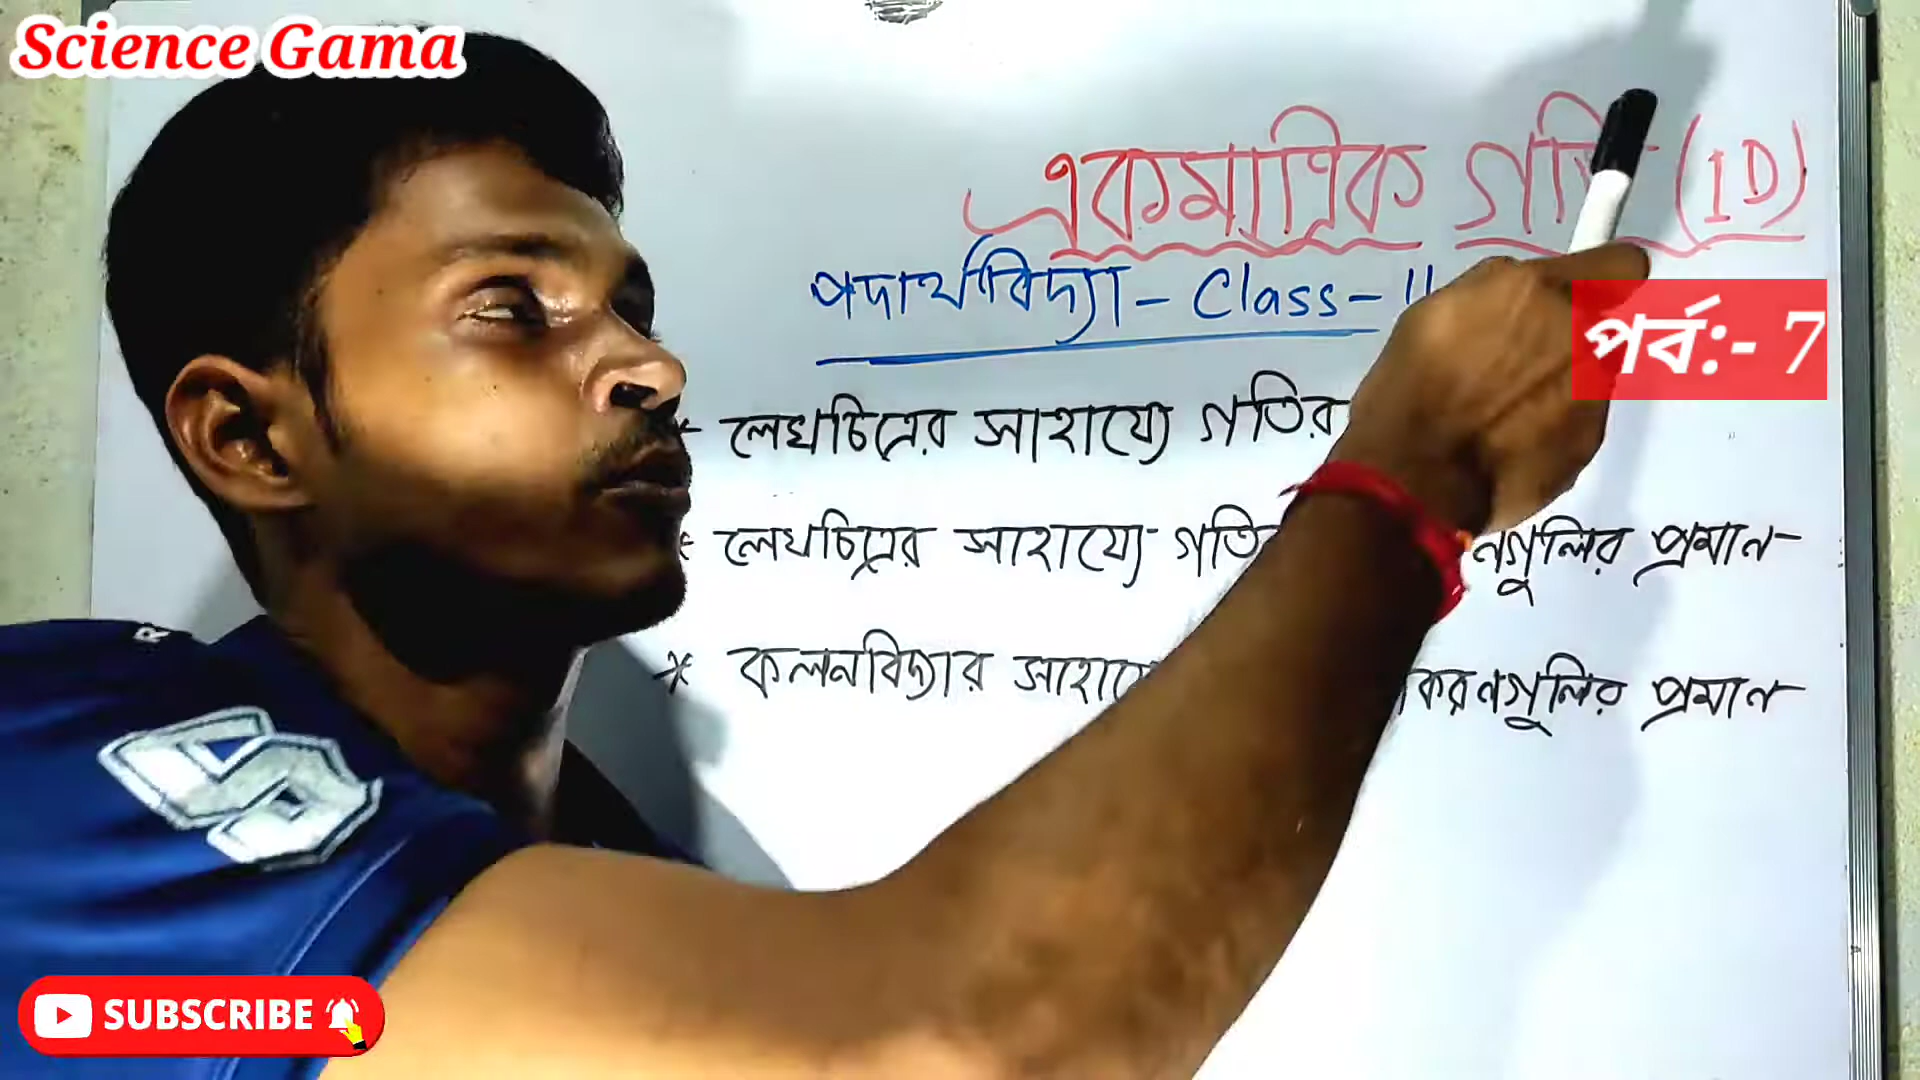 Science Gama
একমাত্রিক গতি (1D)
পদার্থবিদ্যা - Class - 11
পর্ব:- 7
* লেখচিত্রের সাহায্যে গতির
* লেখচিত্রের সাহায্যে গতি নগুলির প্রমান -
* কলনবিদ্যার সাহায্যে করনগুলির প্রমান -
SUBSCRIBE